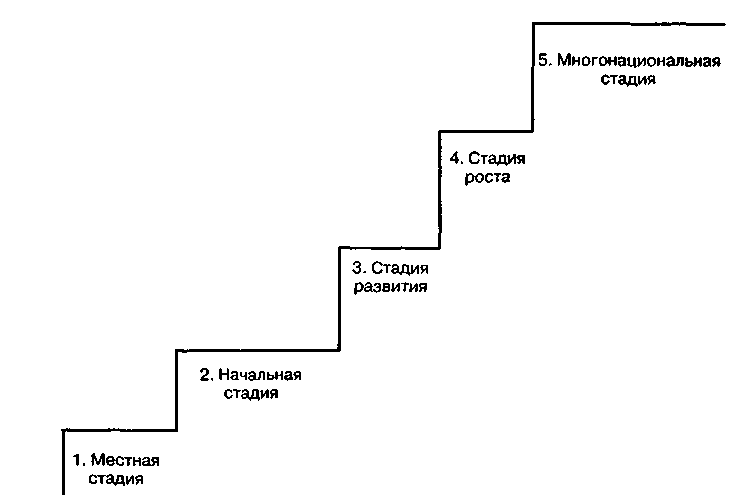 5. Многонациональная
стадия
4. Стадия
роста
3. Стадия
развития
2. Начальная
стадия
1. Местная
стадия